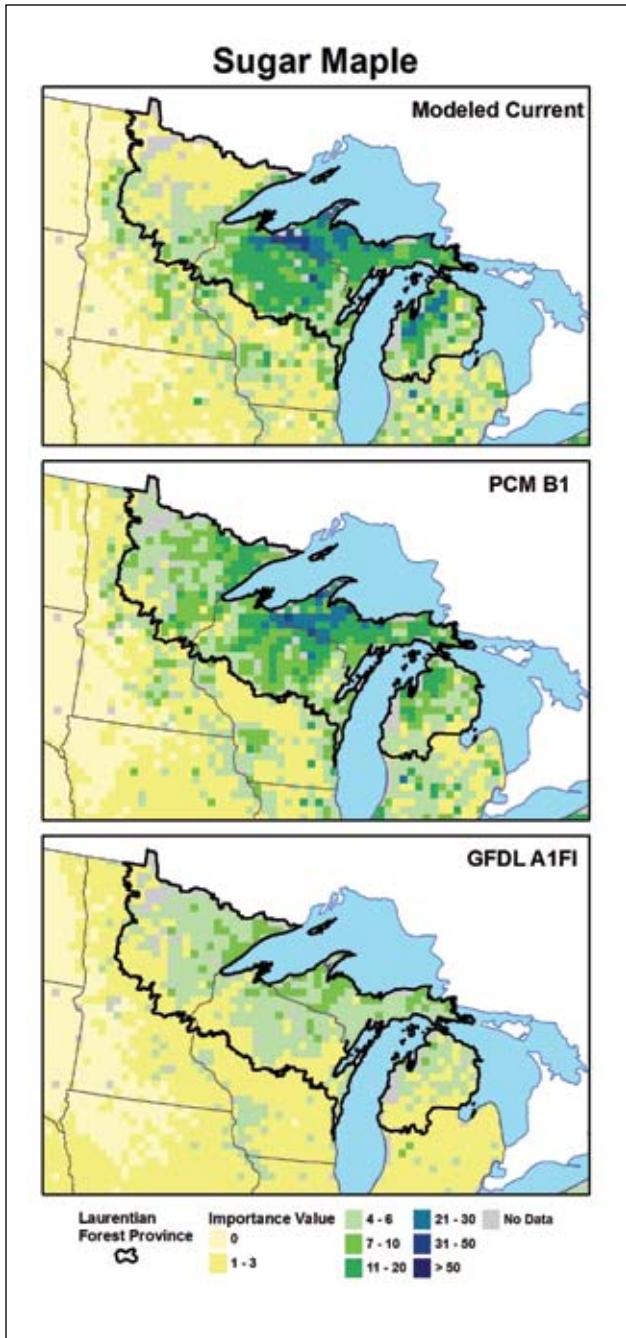 Sugar Maple
Modeled Current
PCM B1
GFDL A1FI
Laurentian
Forest Province
Importance Value
0
1 - 3
4 - 6
7 - 10
11 - 20
21 - 30
31 - 50
> 50
No Data